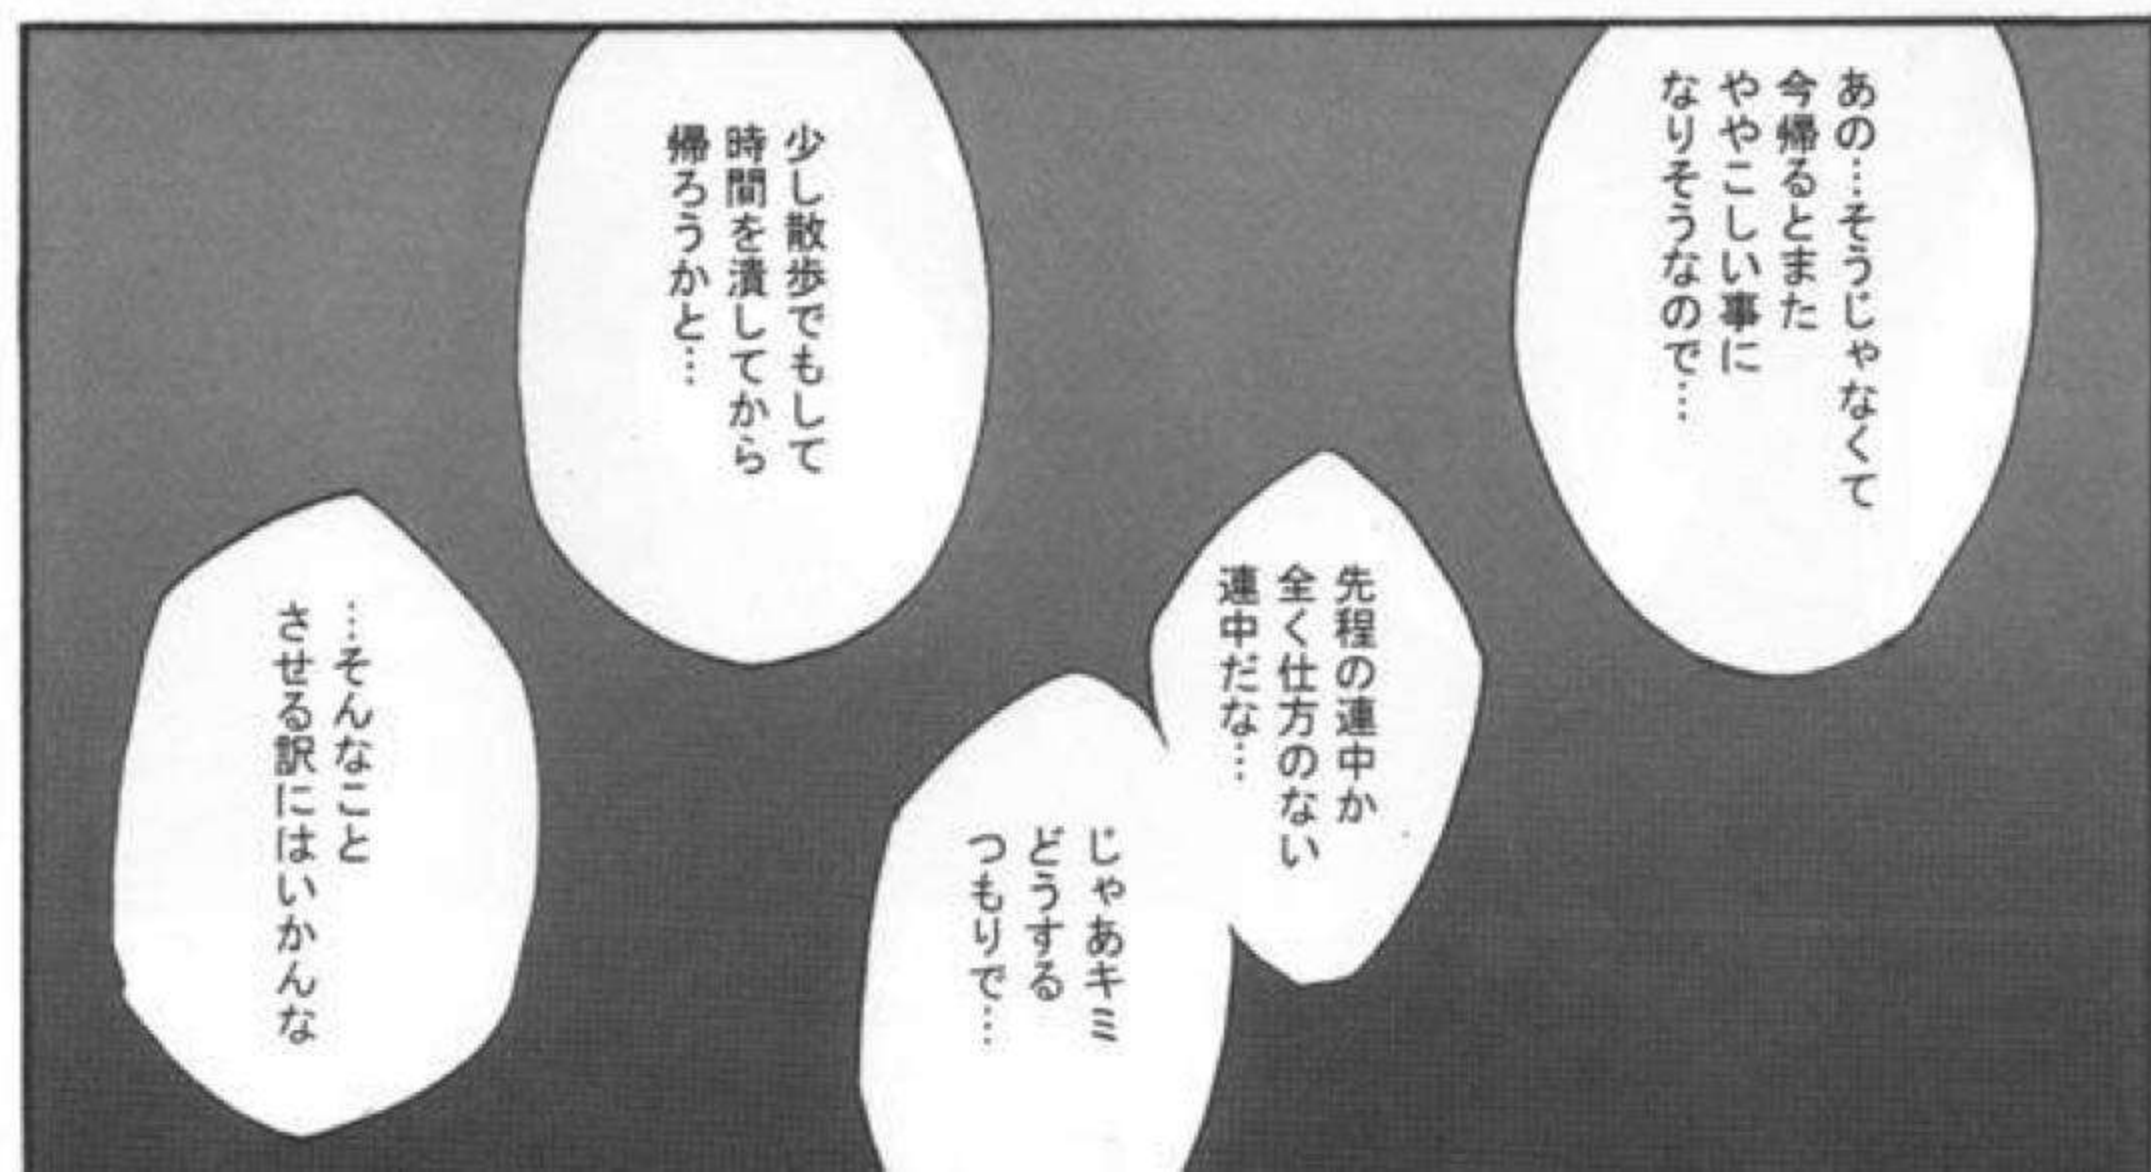 あの…そうじゃなくて
今帰るとまた
ややこしい事に
なりそうなので…
先程の連中か
全く仕方のない
連中だな…
じゃあキミ
どうする
つもりで…
少し散歩でもして
時間を潰してから
帰ろうかと…
…そんなこと
させる訳にはいかんな